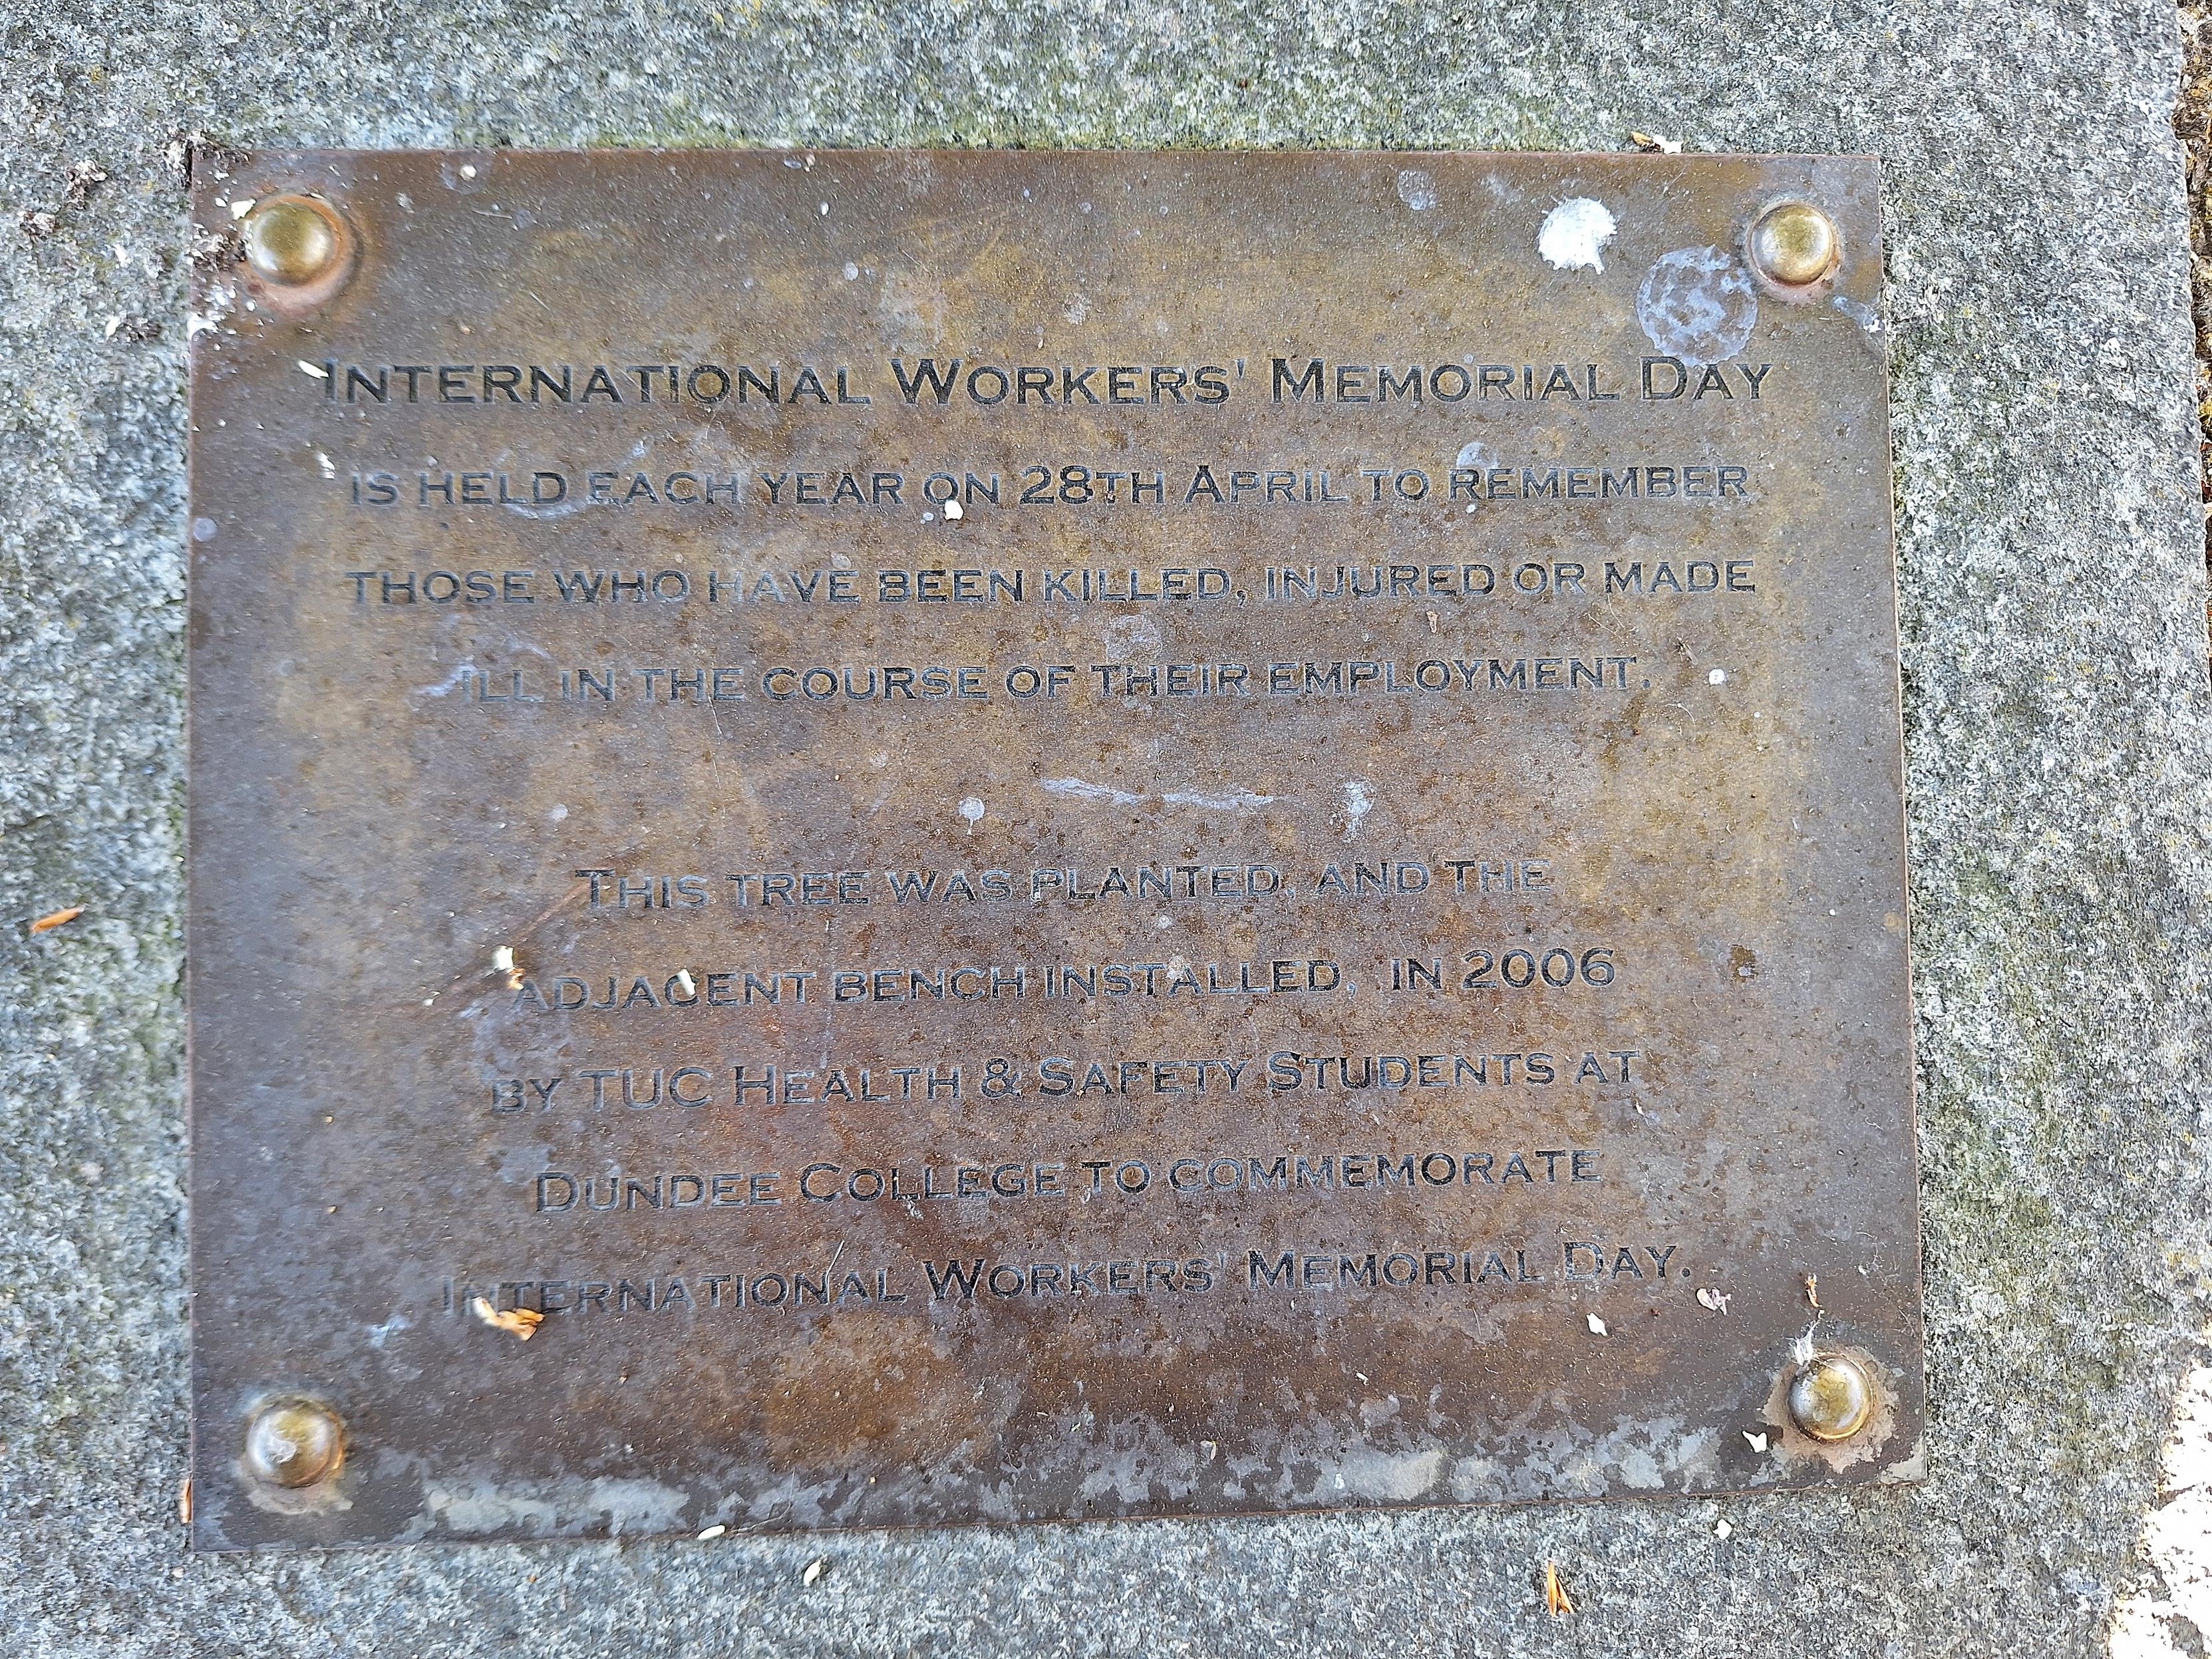 International Workers' Memorial Day
is held each year on 28th April to remember
those who have been killed, injured or made
ill in the course of their employment.
This tree was planted, and the
adjacent bench installed, in 2006
by TUC Health & Safety Students at
Dundee College to commemorate
International Workers' Memorial Day.